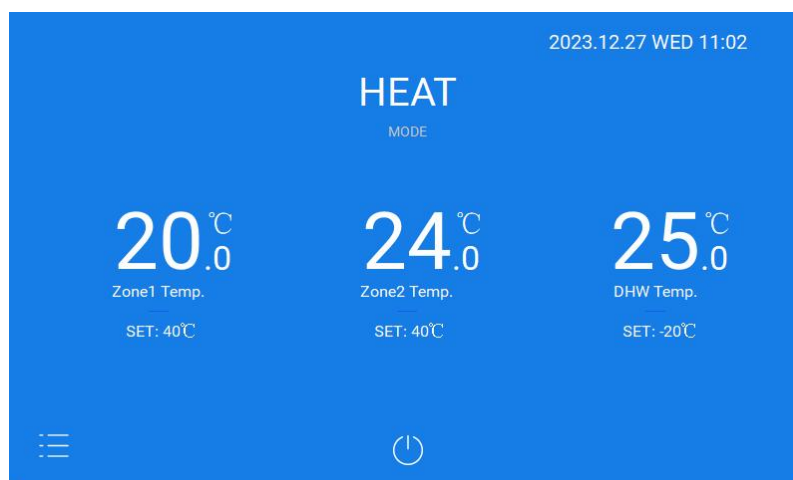 2023.12.27 WED 11:02
HEAT
MODE
20.0℃
24.0℃
25.0℃
Zone1 Temp.
Zone2 Temp.
DHW Temp.
SET: 40℃
SET: 40℃
SET: -20℃